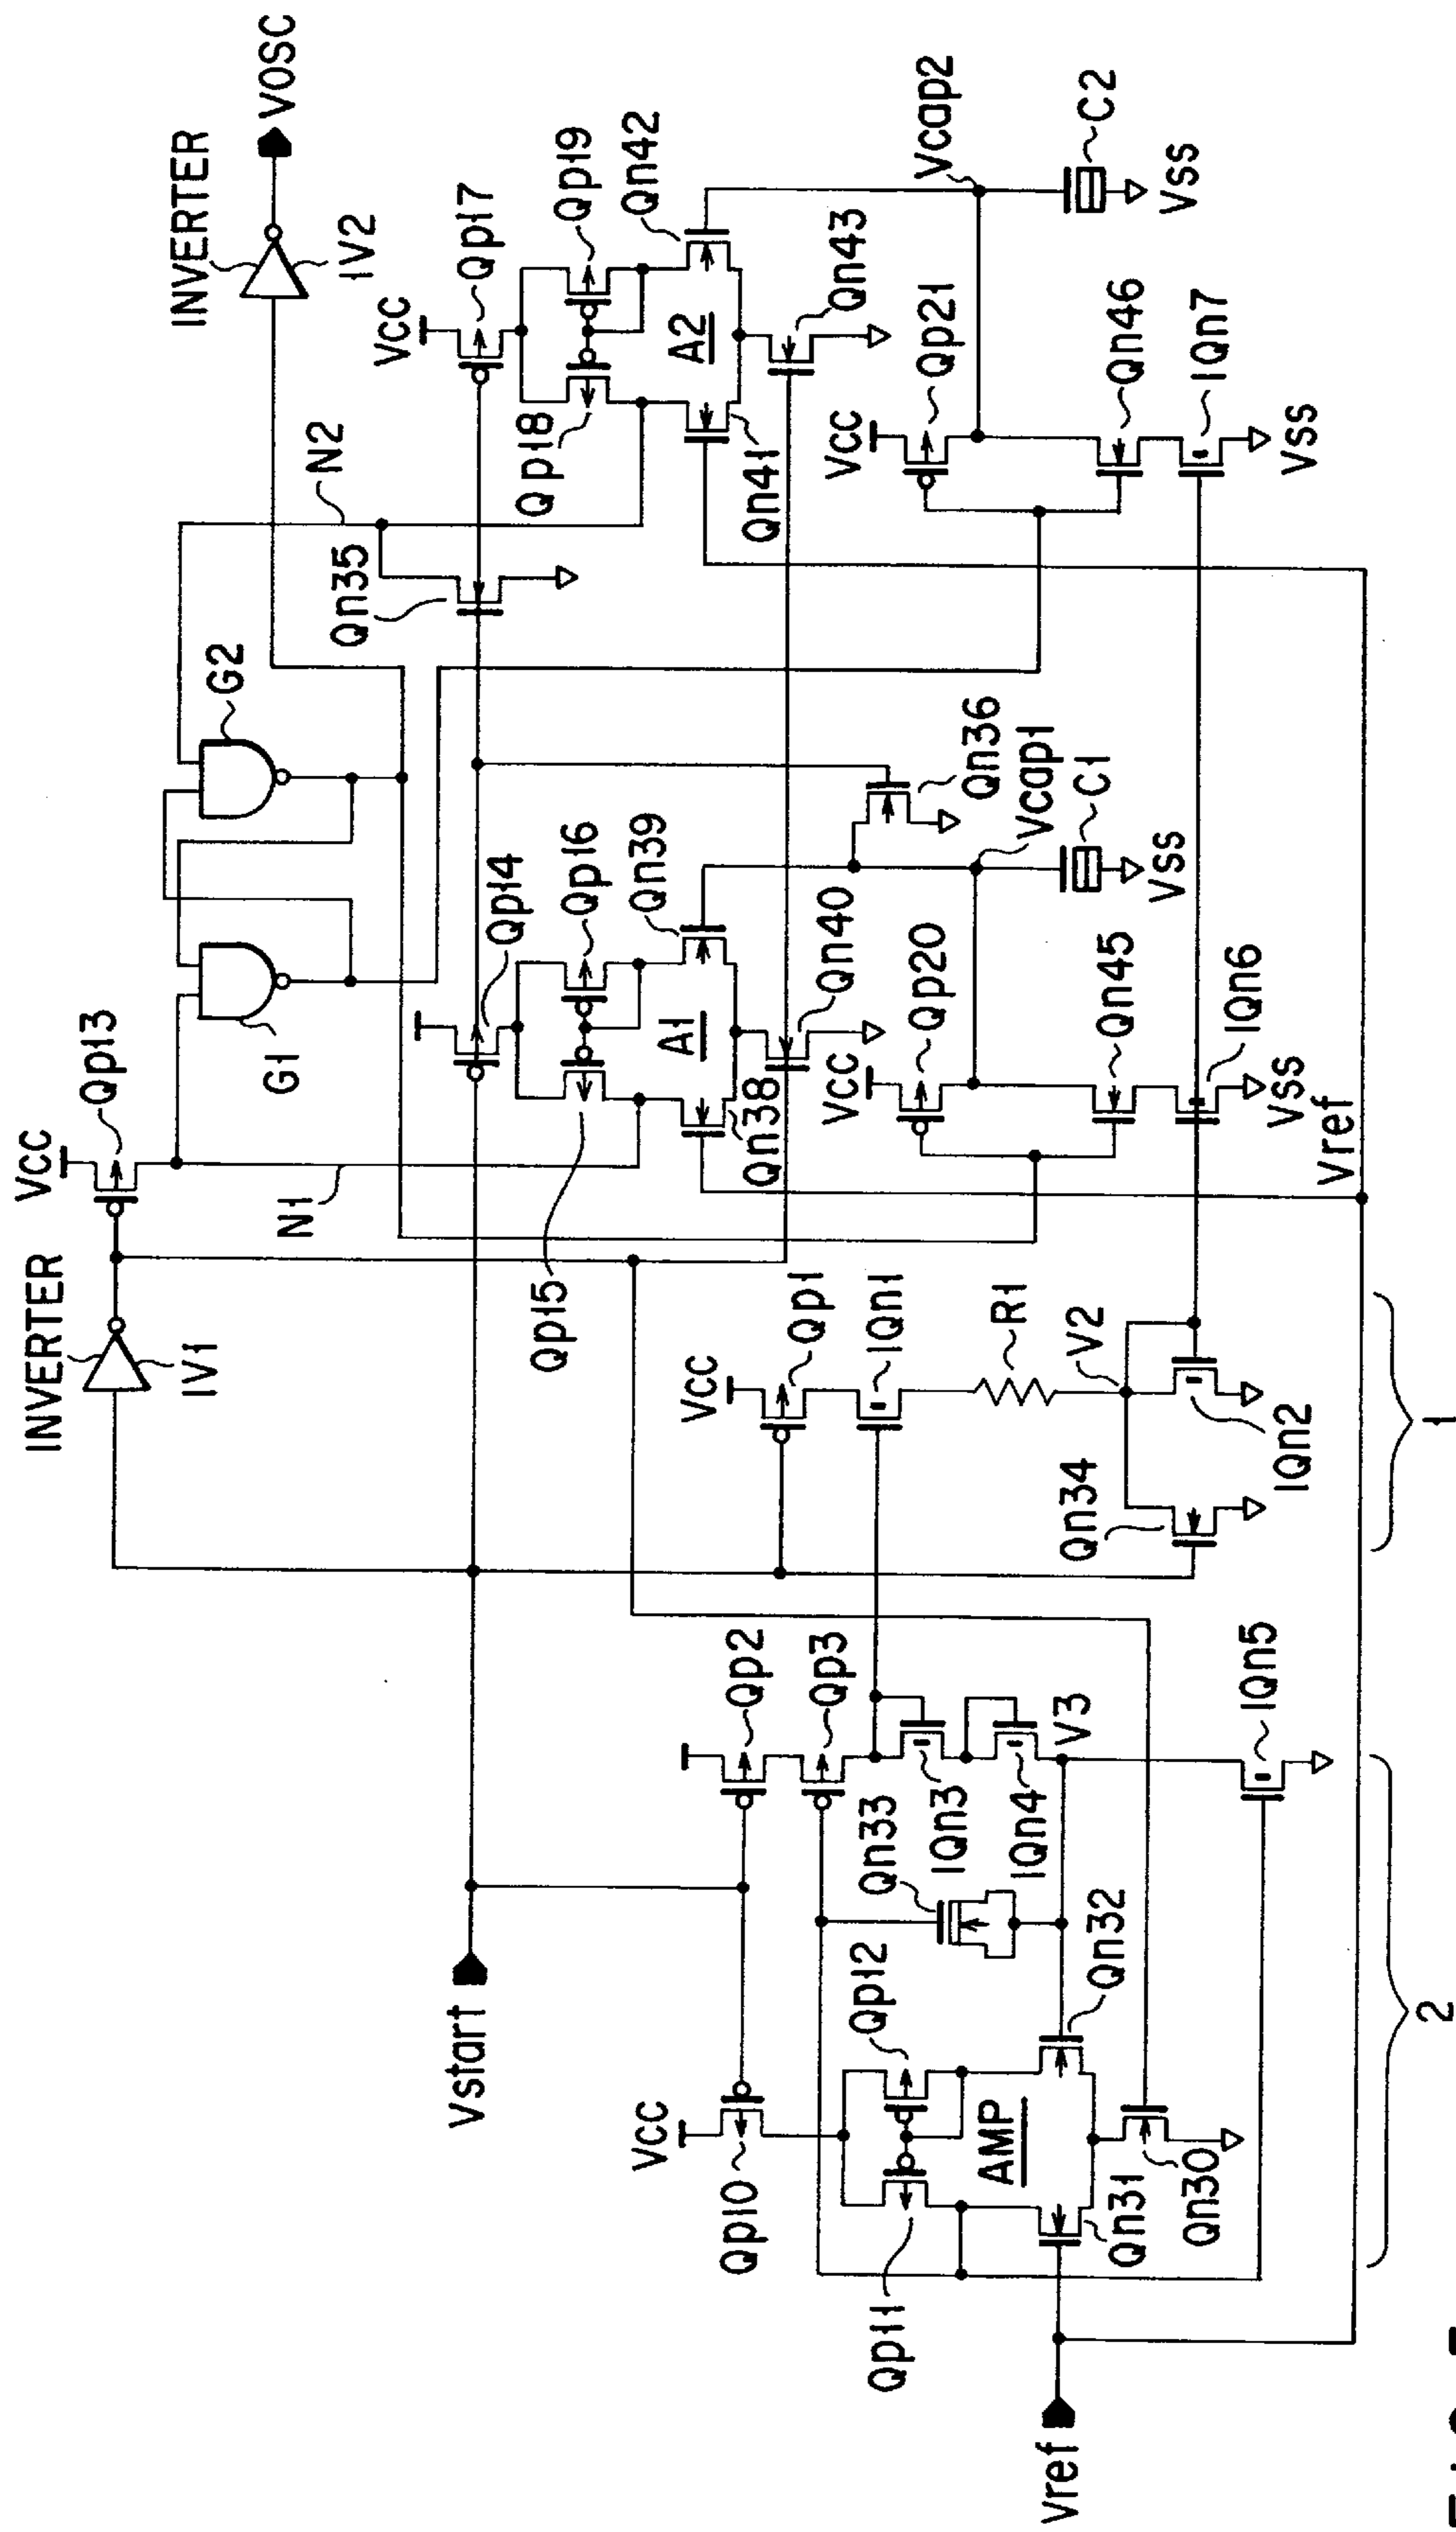 INVERTER
IV1
VCC
Qp13
G1
G2
INVERTER
IV2
VOSC
N1
N2
Qn35
Vstart
Qp14
VCC
Qp17
Qp15
Qp16
A1
Qn38
Qn39
Qn40
Qp18
Qp19
A2
Qn41
Qn42
Qn43
Qn36
Vcap1
C1
Vss
Vcap2
C2
Vss
VCC
Qp10
Qp2
Qp3
VCC
Qp1
IQn1
R1
V2
VCC
Qp20
Qn45
IQn6
Vss
VCC
Qp21
Qn46
IQn7
Vss
Qp11
Qp12
AMP
Qn31
Qn32
Qn30
Qn33
IQn3
IQn4
V3
IQn5
Qn34
IQn2
Vref
Vref
2
1